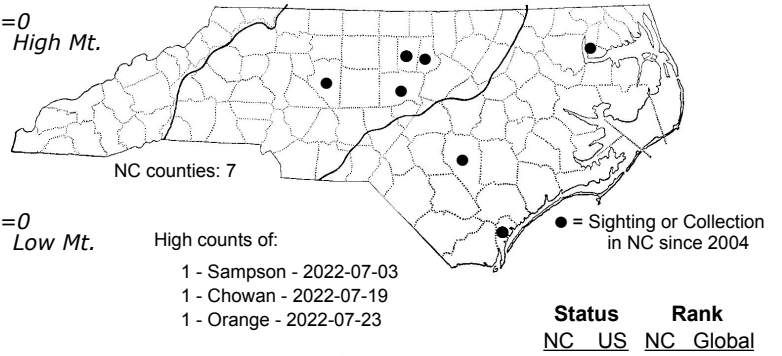 =0
High Mt.
NC counties: 7
=0
Low Mt.
High counts of:
1 - Sampson - 2022-07-03
1 - Chowan - 2022-07-19
1 - Orange - 2022-07-23
● = Sighting or Collection
in NC since 2004
Status Rank
NC US NC Global